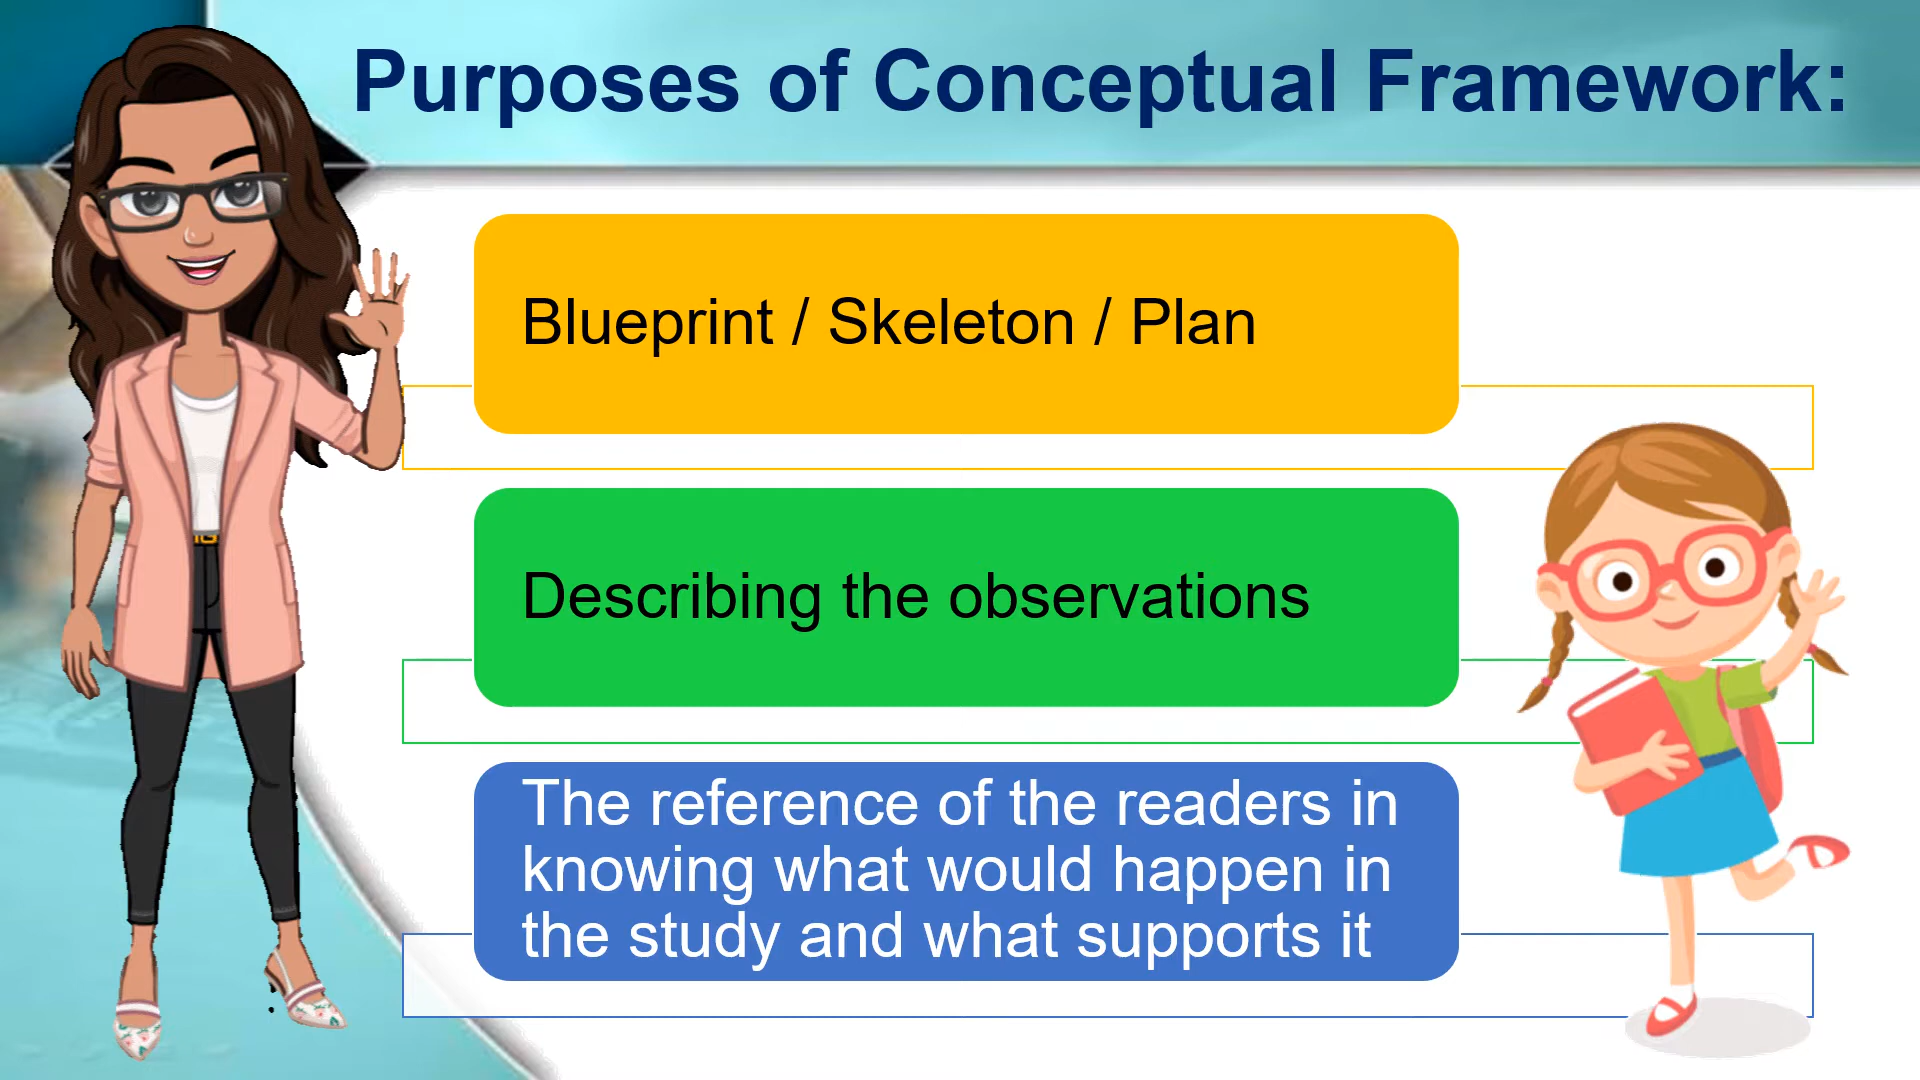 Purposes of Conceptual Framework:
Blueprint / Skeleton / Plan
Describing the observations
The reference of the readers in
knowing what would happen in
the study and what supports it